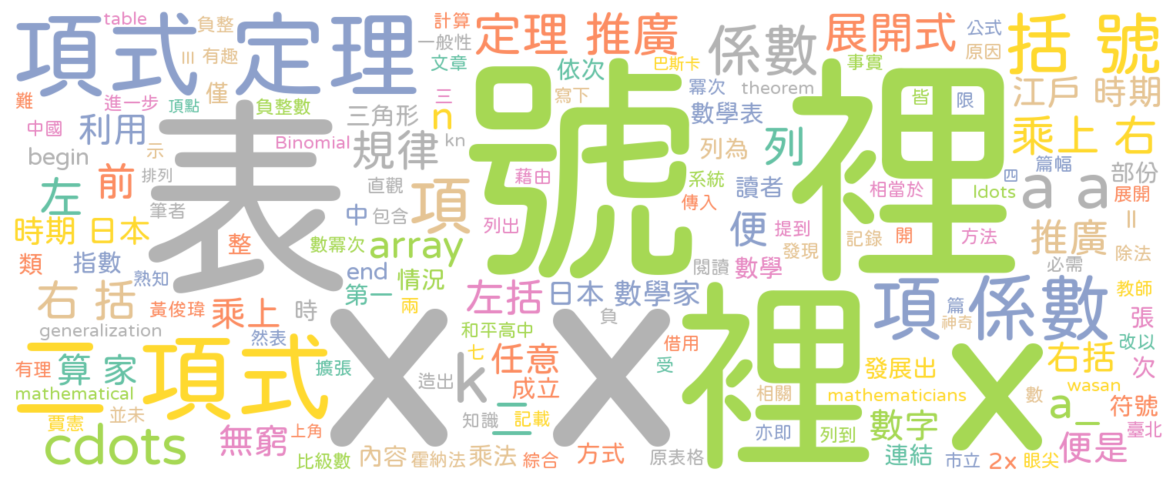 項式 定理
table
負整
計算
定理 推廣
係數
展開式
公式
括 號
一般性
難
進一步
頂點
三
有趣
僅
負整數
文章
依次
巴斯卡
冪次
theorem
事實
原因
江戶 時期
中國
利用
示
Binomial
三角形
三
n
寫下
數學表
皆
限
乘上 右
begin
排列
規律
kn
列為
列
四
篇幅
部份
左
前
表
直觀
號
藉由
系統
讀者
裡
相當於
ldots
a a
展開
筆者
中
包含
項
列出
傳入
便
提到
時期 日本
整
數冪次
array
發現
記錄
開
方法
推廣
II
除法
類
指數
熟知
end
情況
閱讀
數學
必需
右 括
黃俊瑋
乘上
時
第一
兩
左括
日本 數學家
裡
項 係數
篇
神奇
教師
張
generalization
然表
負
和平高中
七
借用
改以
二項式
有理
算 家
擴張
x x
k_
造出
任意
成立
受
發展出
x
右括
次
mathematical
並未
知識
二
記載
相關
mathematicians
數
wasan
a_
符號
賈憲
cdots
無窮
上角
比級數
內容
霍納法
乘法
綜合
方式
原表格
亦即
列到
數字
連結
市立
2x
眼尖
便是
臺北